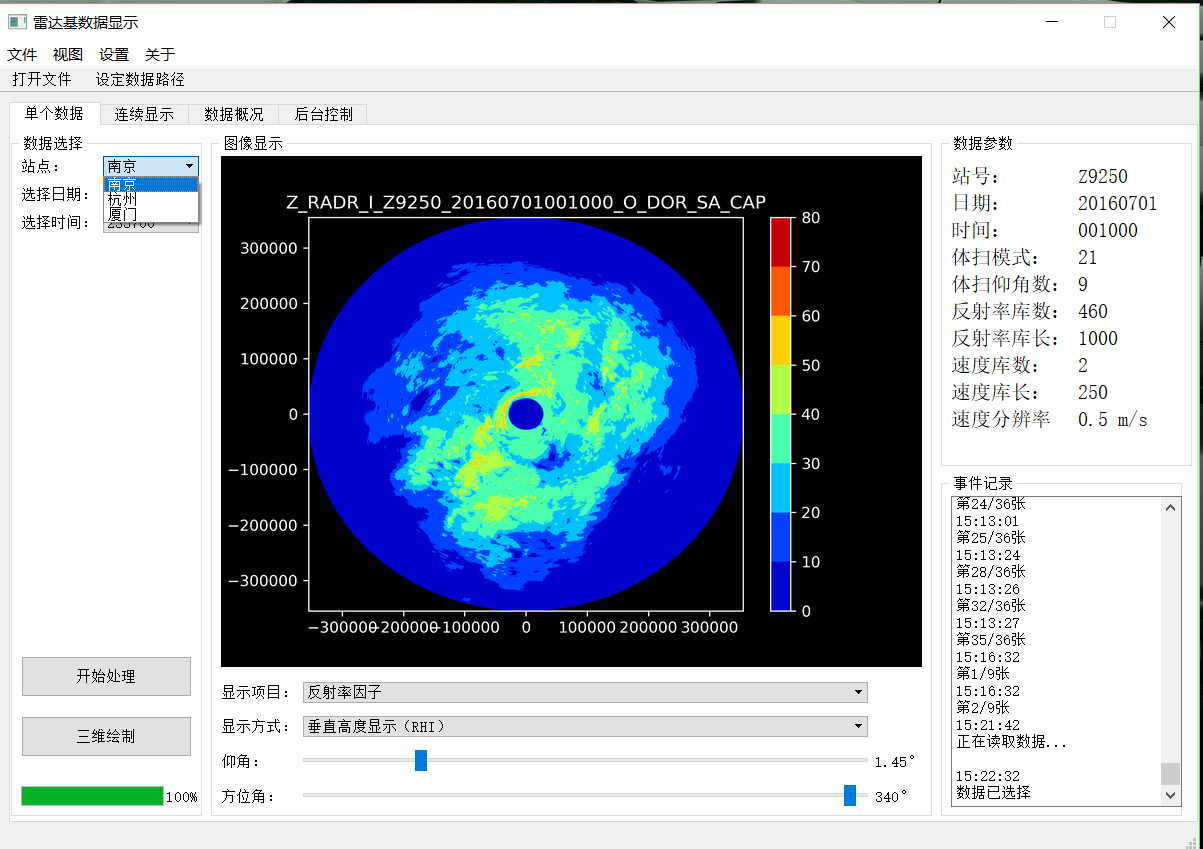 雷达基数据显示
文件 视图 设置 关于
打开文件 设定数据路径
单个数据 连续显示 数据概况 后台控制
数据选择
站点： 南京
南京
杭州
厦门
选择日期：
选择时间：
开始处理
三维绘制
100%
图像显示
Z_RADR_I_Z9250_20160701001000_O_DOR_SA_CAP
300000
200000
100000
0
−100000
−200000
−300000
−300000 −200000 −100000 0 100000 200000 300000
80
70
60
50
40
30
20
10
0
显示项目： 反射率因子
显示方式： 垂直高度显示（RHI）
仰角： 1.45°
方位角： 340°
数据参数
站号： Z9250
日期： 20160701
时间： 001000
体扫模式： 21
体扫仰角数： 9
反射率库数： 460
反射率库长： 1000
速度库数： 2
速度库长： 250
速度分辨率 0.5 m/s
事件记录
第24/36张
15:13:01
第25/36张
15:13:24
第28/36张
15:13:26
第32/36张
15:13:27
第35/36张
15:16:32
第1/9张
15:16:32
第2/9张
15:21:42
正在读取数据...
15:22:32
数据已选择